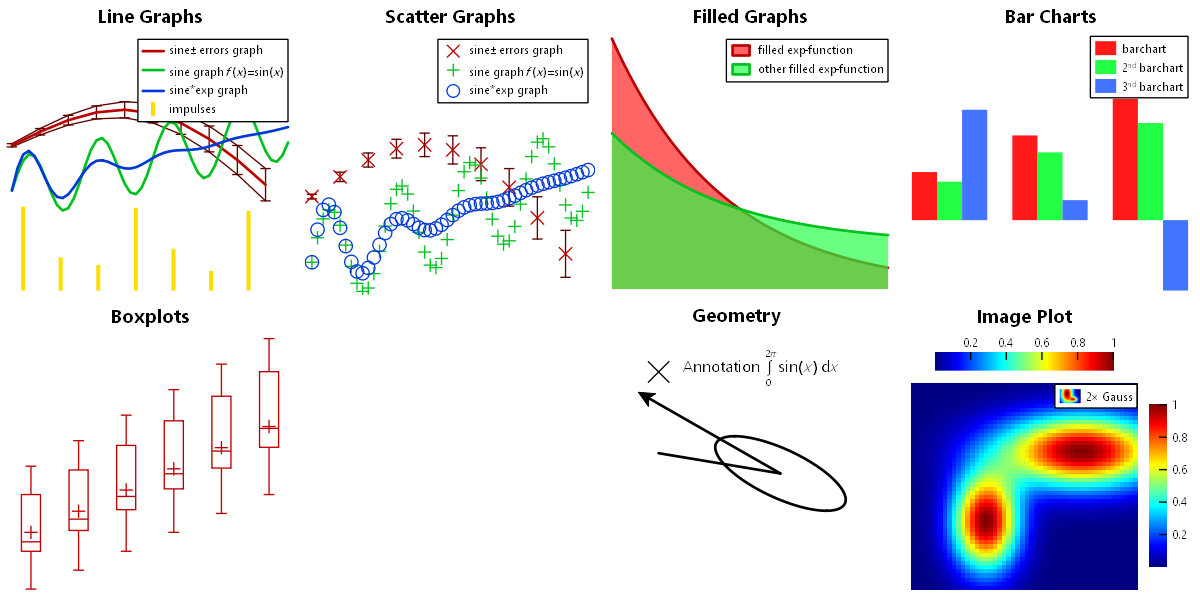 Line Graphs
sine± errors graph
sine graph f(x)=sin(x)
sine*exp graph
impulses
Scatter Graphs
sine± errors graph
sine graph f(x)=sin(x)
sine*exp graph
Filled Graphs
filled exp-function
other filled exp-function
Bar Charts
barchart
2nd barchart
3rd barchart
Boxplots
Geometry
Annotation ∫₀²π sin(x) dx
Image Plot
0.2 0.4 0.6 0.8 1
2× Gauss
1
0.8
0.6
0.4
0.2